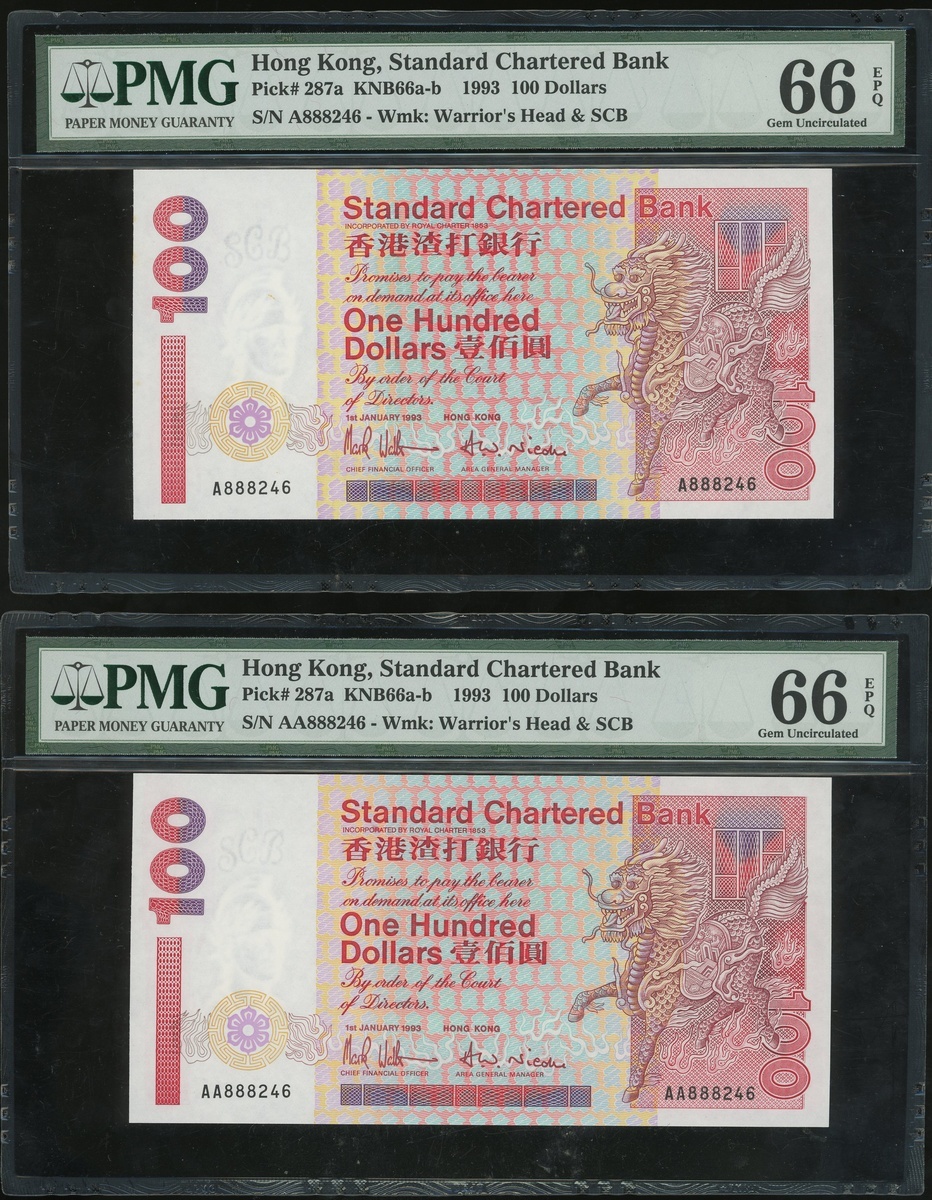 PMG
PAPER MONEY GUARANTY
Hong Kong, Standard Chartered Bank
Pick# 287a KNB66a-b 1993 100 Dollars
S/N A888246 - Wmk: Warrior's Head & SCB
66 EPQ
Gem Uncirculated
100
SCB
Standard Chartered Bank
INCORPORATED BY ROYAL CHARTER 1853
香港渣打銀行
Promises to pay the bearer
on demand at its office here
One Hundred
Dollars 壹佰圓
By order of the Court
of Directors.
1st JANUARY 1993 HONG KONG
Mark Wall A.W. Nicolle
CHIEF FINANCIAL OFFICER AREA GENERAL MANAGER
A888246
A888246
100
PMG
PAPER MONEY GUARANTY
Hong Kong, Standard Chartered Bank
Pick# 287a KNB66a-b 1993 100 Dollars
S/N AA888246 - Wmk: Warrior's Head & SCB
66 EPQ
Gem Uncirculated
100
SCB
Standard Chartered Bank
INCORPORATED BY ROYAL CHARTER 1853
香港渣打銀行
Promises to pay the bearer
on demand at its office here
One Hundred
Dollars 壹佰圓
By order of the Court
of Directors.
1st JANUARY 1993 HONG KONG
CHIEF FINANCIAL OFFICER AREA GENERAL MANAGER
AA888246
AA888246
100